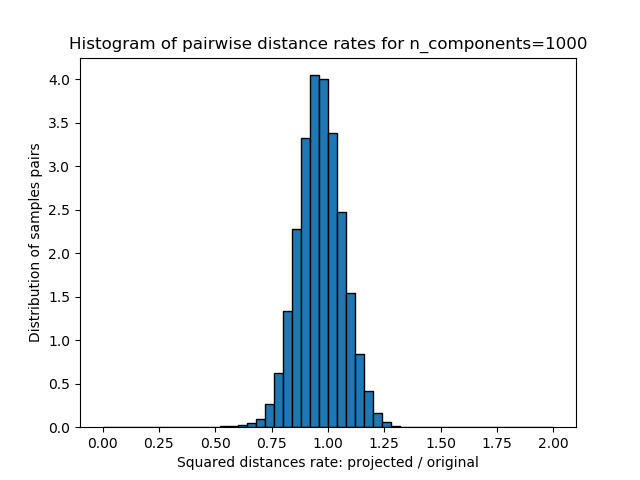 Histogram of pairwise distance rates for n_components=1000
4.0
3.5
3.0
2.5
2.0
1.5
1.0
0.5
0.0
Distribution of samples pairs
0.00 0.25 0.50 0.75 1.00 1.25 1.50 1.75 2.00
Squared distances rate: projected / original